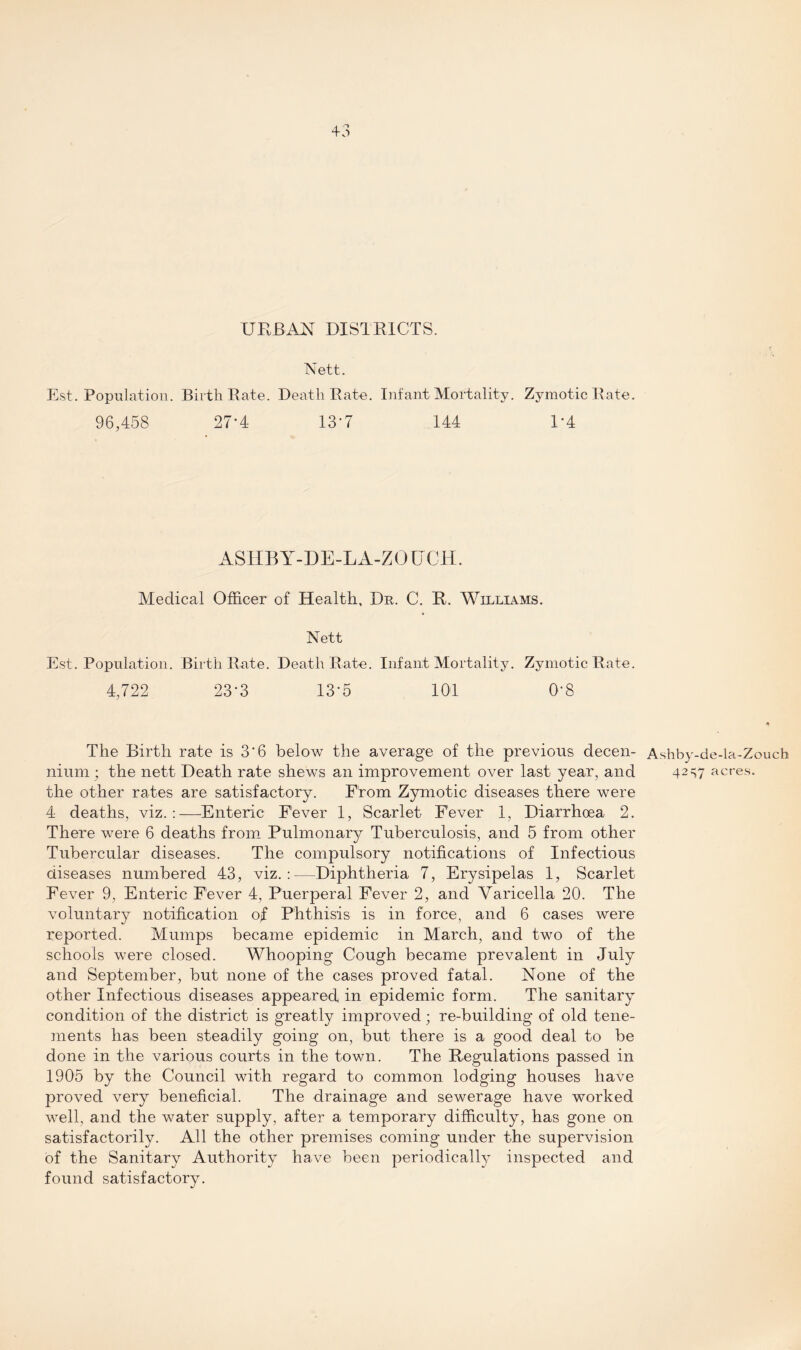 43
URBAN DISTRICTS.
Nett.
Est. Population. Birth Rate. Death Rate. Infant Mortality. Zymotic Rate.
96,458 27·4 13·7 144 1·4
ASHBY-DE-LA-ZOUCH.
Medical Officer of Health, Dr. C. R. Williams.
Nett
Est. Population. Birth Rate. Death Rate. Infant Mortality. Zymotic Rate.
4,722 23·3 13·5 101 0·8
The Birth rate is 3·6 below the average of the previous decen-
nium ; the nett Death rate shews an improvement over last year, and
the other rates are satisfactory. From Zymotic diseases there were
4 deaths, viz. :—Enteric Fever 1, Scarlet Fever 1, Diarrhœa 2.
There were 6 deaths from Pulmonary Tuberculosis, and 5 from other
Tubercular diseases. The compulsory notifications of Infectious
diseases numbered 43, viz. :—Diphtheria 7, Erysipelas 1, Scarlet
Fever 9, Enteric Fever 4, Puerperal Fever 2, and Varicella 20. The
voluntary notification of Phthisis is in force, and 6 cases were
reported. Mumps became epidemic in March, and two of the
schools were closed. Whooping Cough became prevalent in July
and September, but none of the cases proved fatal. None of the
other Infectious diseases appeared in epidemic form. The sanitary
condition of the district is greatly improved ; re-building of old tene-
ments has been steadily going on, but there is a good deal to be
done in the various courts in the town. The Regulations passed in
1905 by the Council with regard to common lodging houses have
proved very beneficial. The drainage and sewerage have worked
well, and the water supply, after a temporary difficulty, has gone on
satisfactorily. All the other premises coming under the supervision
of the Sanitary Authority have been periodically inspected and
found satisfactory.
Ashby-de-la-Zouch
4257 acres.